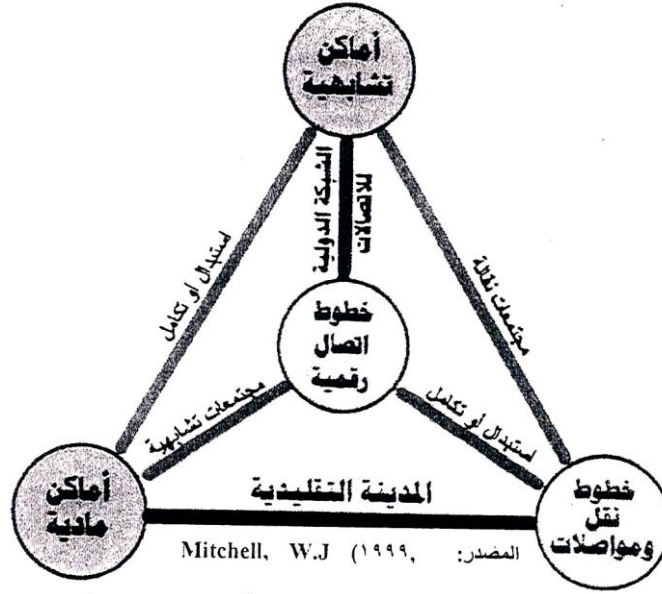 أماكن
تشابهية
الشبكة الدولية
للاتصالات
استبدال أو تكامل
مجتمعات نقالة
خطوط
اتصال
رقمية
مجتمعات تشابهية
استبدال أو تكامل
أماكن
مادية
المدينة التقليدية
خطوط
نقل
ومواصلات
المصدر: Mitchell, W.J (١٩٩٩,